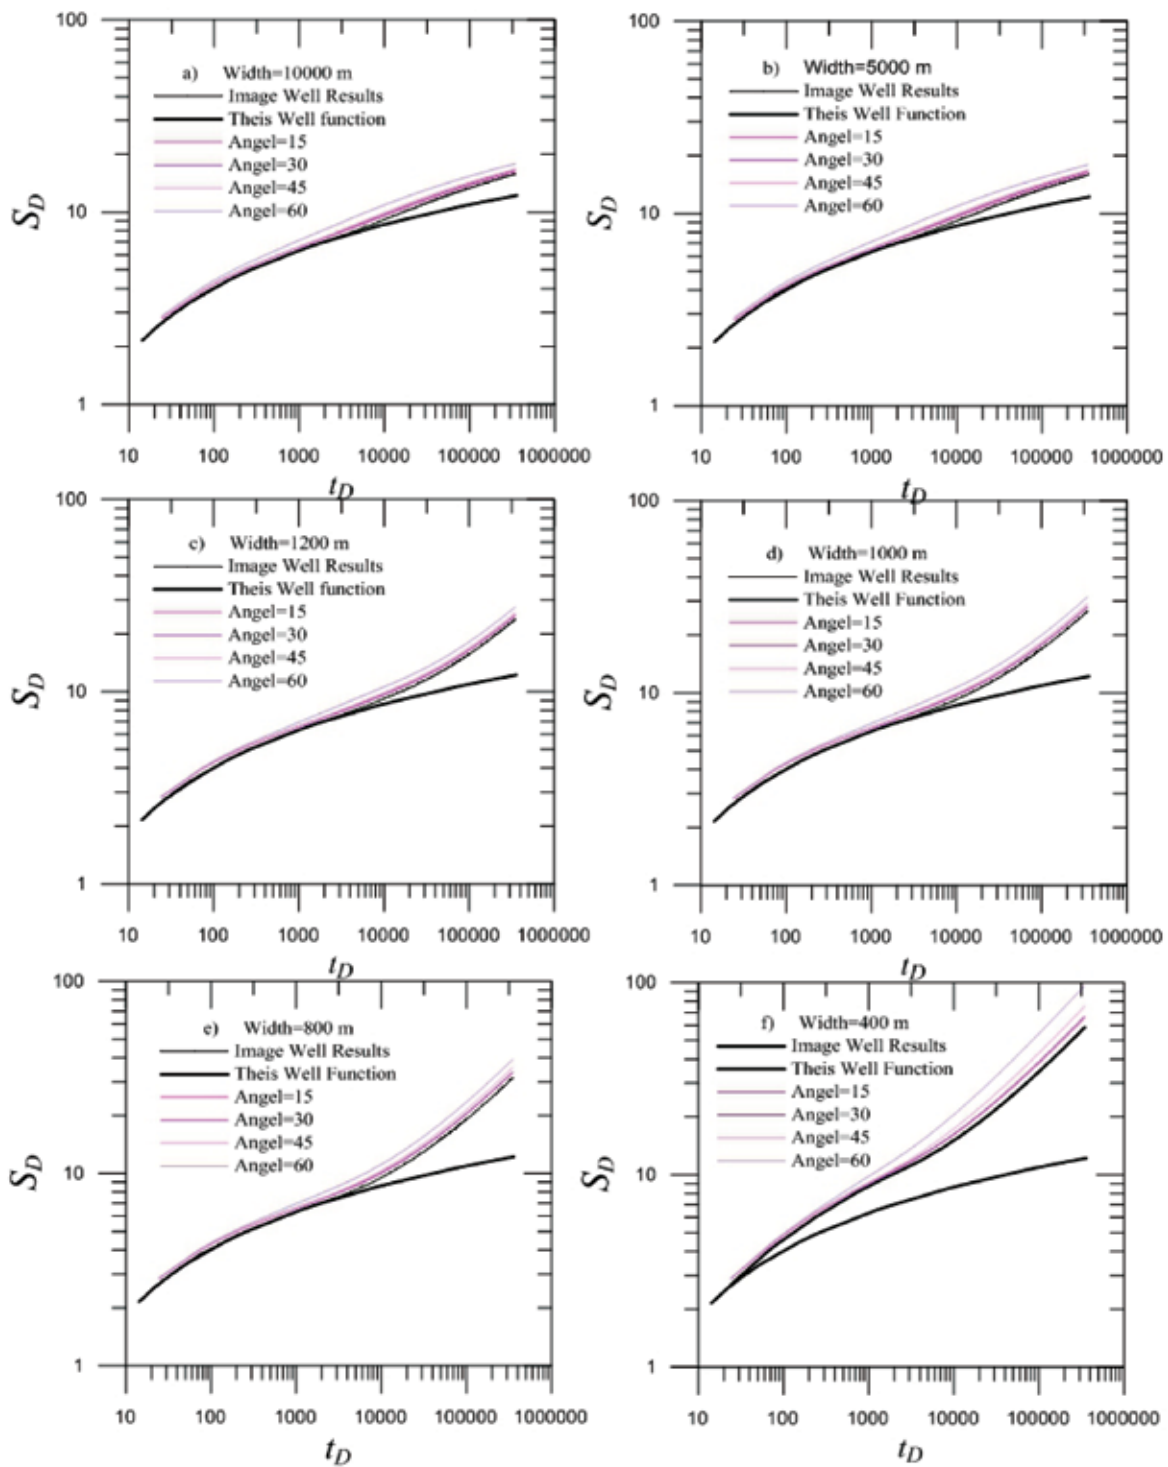 100
a) Width=10000 m
Image Well Results
Theis Well function
Angel=15
Angel=30
Angel=45
Angel=60
10
1
S_D
10 100 1000 10000 100000 1000000
t_D
100
b) Width=5000 m
Image Well Results
Theis Well Function
Angel=15
Angel=30
Angel=45
Angel=60
10
1
S_D
10 100 1000 10000 100000 1000000
t_D
100
c) Width=1200 m
Image Well Results
Theis Well function
Angel=15
Angel=30
Angel=45
Angel=60
10
1
S_D
10 100 1000 10000 100000 1000000
t_D
100
d) Width=1000 m
Image Well Results
Theis Well Function
Angel=15
Angel=30
Angel=45
Angel=60
10
1
S_D
10 100 1000 10000 100000 1000000
t_D
100
e) Width=800 m
Image Well Results
Theis Well Function
Angel=15
Angel=30
Angel=45
Angel=60
10
1
S_D
10 100 1000 10000 100000 1000000
t_D
100
f) Width=400 m
Image Well Results
Theis Well Function
Angel=15
Angel=30
Angel=45
Angel=60
10
1
S_D
10 100 1000 10000 100000 1000000
t_D